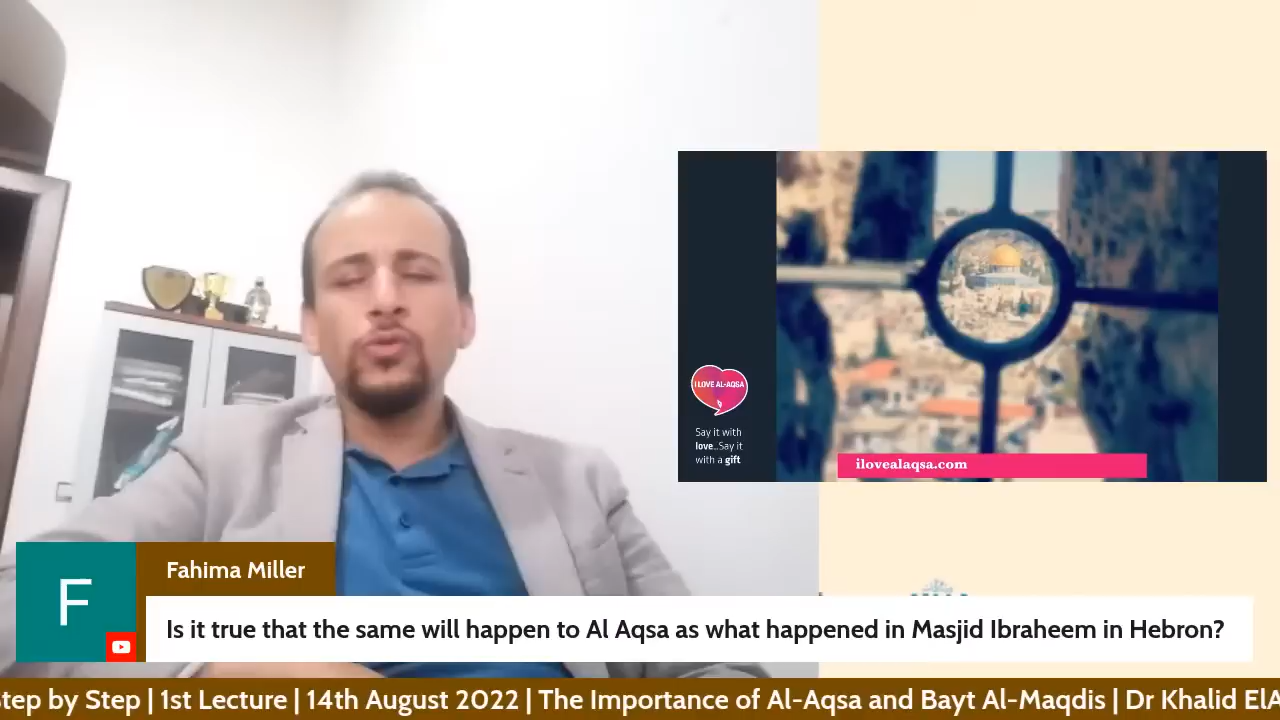 I LOVE AL-AQSA
Say it with
love..Say it
with a gift
ilovealaqsa.com
F
Fahima Miller
Is it true that the same will happen to Al Aqsa as what happened in Masjid Ibraheem in Hebron?
Step by Step | 1st Lecture | 14th August 2022 | The Importance of Al-Aqsa and Bayt Al-Maqdis | Dr Khalid ElA